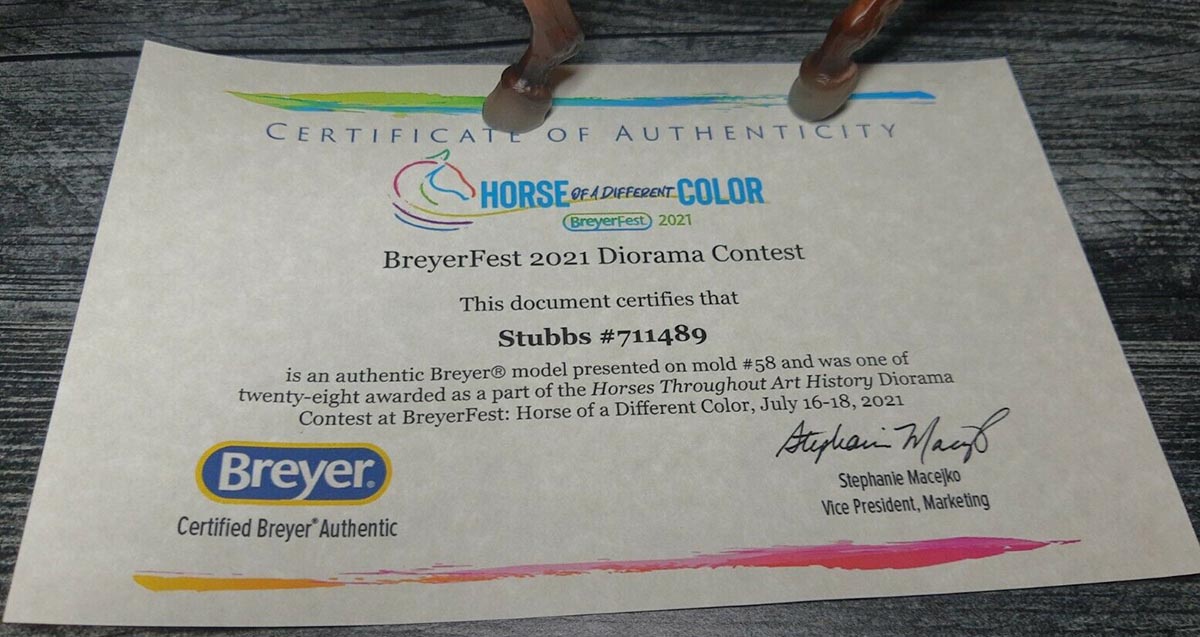 CERTIFICATE OF AUTHENTICITY
HORSE OF A DIFFERENT COLOR
BreyerFest 2021
BreyerFest 2021 Diorama Contest
This document certifies that
Stubbs #711489
is an authentic Breyer® model presented on mold #58 and was one of
twenty-eight awarded as a part of the Horses Throughout Art History Diorama
Contest at BreyerFest: Horse of a Different Color, July 16-18, 2021
Stephanie Macejko
Breyer®
Certified Breyer® Authentic
Stephanie Macejko
Vice President, Marketing